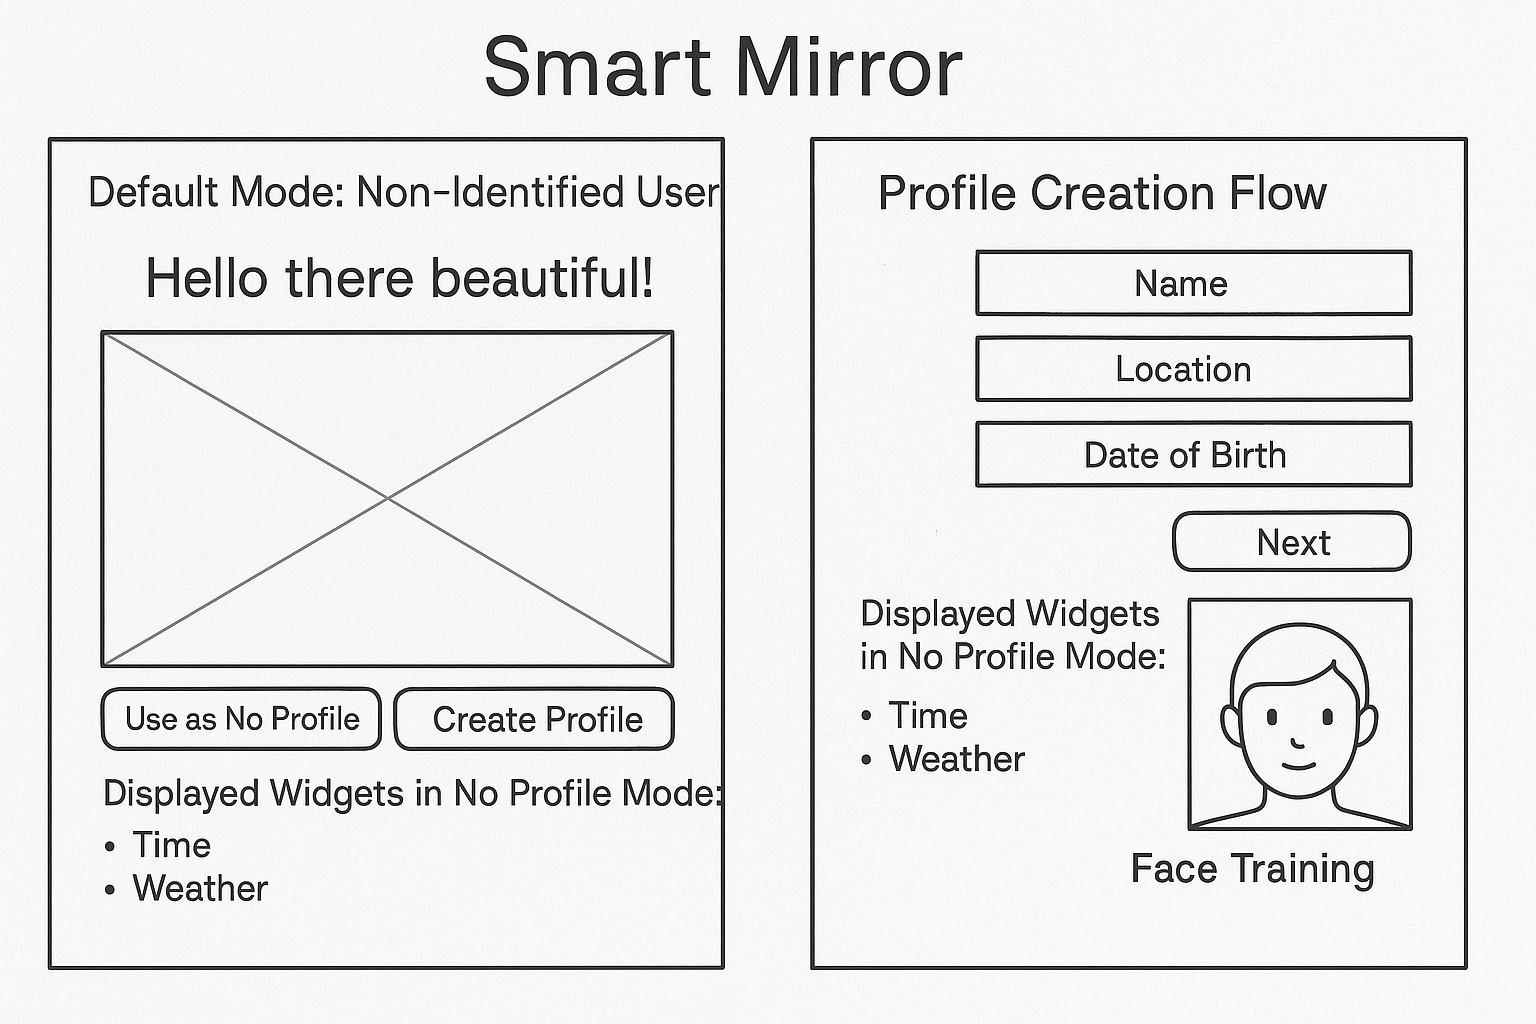 Smart Mirror
Default Mode: Non-Identified User
Hello there beautiful!
Use as No Profile
Create Profile
Displayed Widgets in No Profile Mode:
• Time
• Weather
Profile Creation Flow
Name
Location
Date of Birth
Next
Displayed Widgets
in No Profile Mode:
• Time
• Weather
Face Training